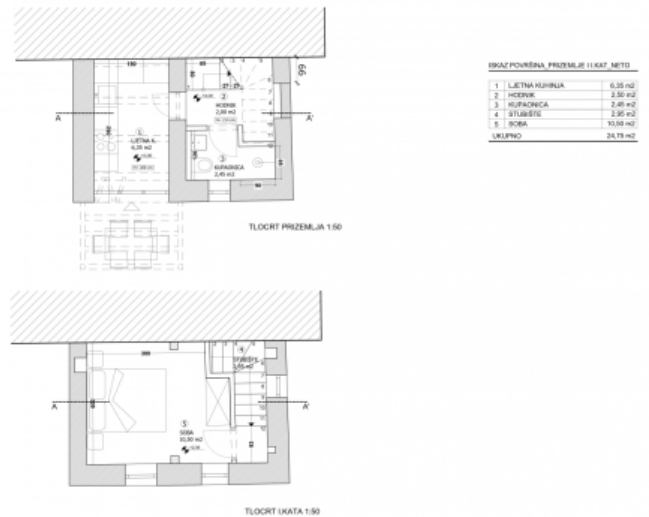 ISKAZ POVRŠINA_PRIZEMLJE I I.KAT_NETO
1 LJETNA KUHINJA 6,35 m2
2 HODNIK 2,50 m2
3 KUPAONICA 2,45 m2
4 STUBIŠTE 2,95 m2
5 SOBA 10,50 m2
UKUPNO 24,75 m2
99
A
A'
2
HODNIK
1
LJETNA K.
6,35 m2
3
KUPAONICA
2,45 m2
TLOCRT PRIZEMLJA 1:50
4
STUBIŠTE
A
A'
5
SOBA
10,50 m2
TLOCRT I.KATA 1:50